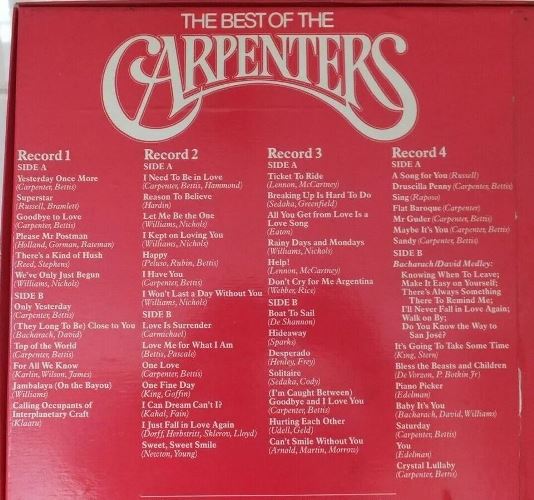 THE BEST OF THE
CARPENTERS
Record 1
SIDE A
Yesterday Once More
(Carpenter, Bettis)
Superstar
(Russell, Bramlett)
Goodbye to Love
(Carpenter, Bettis)
Please Mr Postman
(Holland, Gorman, Bateman)
There's a Kind of Hush
(Reed, Stephens)
We've Only Just Begun
(Williams, Nichols)
SIDE B
Only Yesterday
(Carpenter, Bettis)
(They Long To Be) Close to You
(Bacharach, David)
Top of the World
(Carpenter, Bettis)
For All We Know
(Karlin, Wilson, James)
Jambalaya (On the Bayou)
(Williams)
Calling Occupants of
Interplanetary Craft
(Klaatu)
Record 2
SIDE A
I Need To Be in Love
(Carpenter, Bettis, Hammond)
Reason To Believe
(Hardin)
Let Me Be the One
(Williams, Nichols)
I Kept on Loving You
(Williams, Nichols)
Happy
(Peluso, Rubin, Bettis)
I Have You
(Carpenter, Bettis)
I Won't Last a Day Without You
(Williams, Nichols)
SIDE B
Love Is Surrender
(Carmichael)
Love Me for What I Am
(Bettis, Pascale)
One Love
(Carpenter, Bettis)
One Fine Day
(King, Goffin)
I Can Dream Can't I?
(Kahal, Fain)
I Just Fall in Love Again
(Dorff, Herbstritt, Sklerov, Lloyd)
Sweet, Sweet Smile
(Newton, Young)
Record 3
SIDE A
Ticket To Ride
(Lennon, McCartney)
Breaking Up Is Hard To Do
(Sedaka, Greenfield)
All You Get from Love Is a
Love Song
(Eaton)
Rainy Days and Mondays
(Williams, Nichols)
Help!
(Lennon, McCartney)
Don't Cry for Me Argentina
(Webber, Rice)
SIDE B
Boat To Sail
(De Shannon)
Hideaway
(Sparks)
Desperado
(Henley, Frey)
Solitaire
(Sedaka, Cody)
(I'm Caught Between)
Goodbye and I Love You
(Carpenter, Bettis)
Hurting Each Other
(Udell, Geld)
Can't Smile Without You
(Arnold, Martin, Morrow)
Record 4
SIDE A
A Song for You (Russell)
Druscilla Penny (Carpenter, Bettis)
Sing (Raposo)
Flat Baroque (Carpenter)
Mr Guder (Carpenter, Bettis)
Maybe It's You (Carpenter, Bettis)
Sandy (Carpenter, Bettis)
SIDE B
Bacharach/David Medley:
Knowing When To Leave;
Make It Easy on Yourself;
There's Always Something
There To Remind Me;
I'll Never Fall in Love Again;
Walk on By;
Do You Know the Way to
San José?
It's Going To Take Some Time
(King, Stern)
Bless the Beasts and Children
(De Vorzon, P. Botkin Jr)
Piano Picker
(Edelman)
Baby It's You
(Bacharach, David, Williams)
Saturday
(Carpenter, Bettis)
You
(Edelman)
Crystal Lullaby
(Carpenter, Bettis)